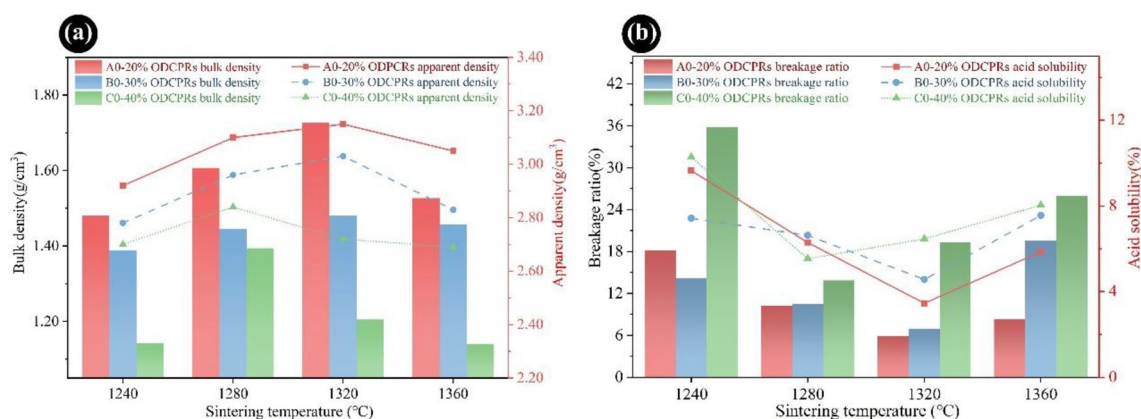 (a)
A0-20% ODCPRs bulk density
A0-20% ODPCRs apparent density
B0-30% ODCPRs bulk density
B0-30% ODCPRs apparent density
C0-40% ODCPRs bulk density
C0-40% ODCPRs apparent density
Bulk density(g/cm³)
1.80
1.60
1.40
1.20
Apparent density(g/cm³)
3.40
3.20
3.00
2.80
2.60
2.40
2.20
1240
1280
1320
1360
Sintering temperature (℃)
(b)
A0-20% ODCPRs breakage ratio
A0-20% ODCPRs acid solubility
B0-30% ODCPRs breakage ratio
B0-30% ODCPRs acid solubility
C0-40% ODCPRs breakage ratio
C0-40% ODCPRs acid solubility
Breakage ratio(%)
42
36
30
24
18
12
6
0
Acid solubility(%)
12
8
4
0
1240
1280
1320
1360
Sintering temperature (℃)